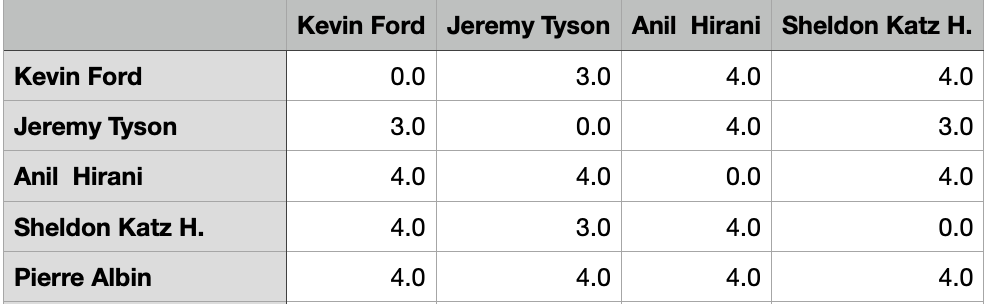 Kevin Ford Jeremy Tyson Anil  Hirani Sheldon Katz H.
Kevin Ford 0.0 3.0 4.0 4.0
Jeremy Tyson 3.0 0.0 4.0 3.0
Anil  Hirani 4.0 4.0 0.0 4.0
Sheldon Katz H. 4.0 3.0 4.0 0.0
Pierre Albin 4.0 4.0 4.0 4.0